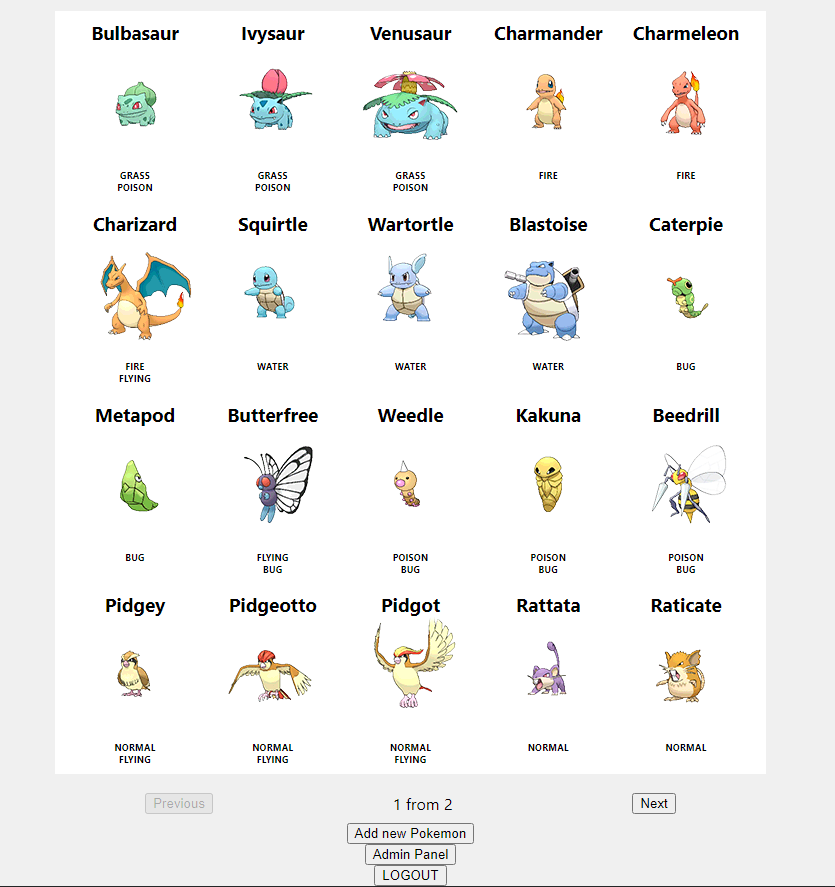 Bulbasaur Ivysaur Venusaur Charmander Charmeleon
GRASS GRASS GRASS FIRE FIRE
POISON POISON POISON
Charizard Squirtle Wartortle Blastoise Caterpie
FIRE WATER WATER WATER BUG
FLYING
Metapod Butterfree Weedle Kakuna Beedrill
BUG FLYING POISON POISON POISON
BUG BUG BUG BUG
Pidgey Pidgeotto Pidgot Rattata Raticate
NORMAL NORMAL NORMAL NORMAL NORMAL
FLYING FLYING FLYING
Previous 1 from 2 Next
Add new Pokemon
Admin Panel
LOGOUT